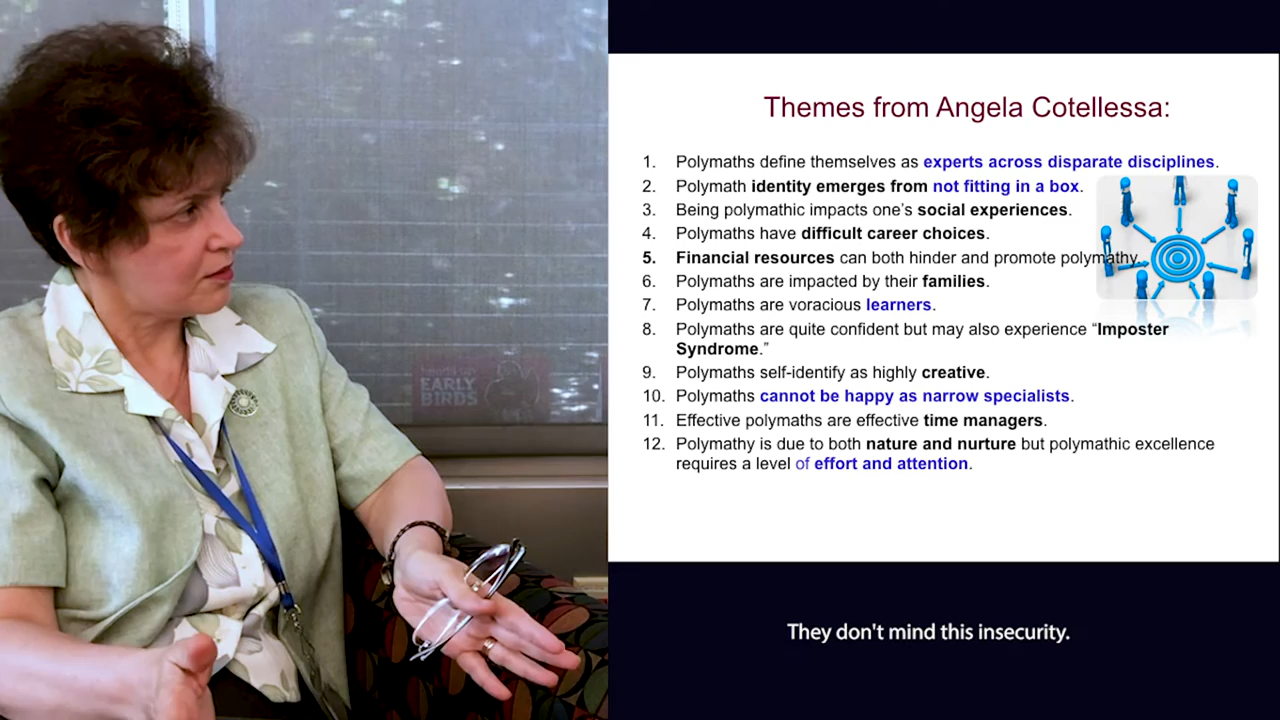 Themes from Angela Cotellessa:
1. Polymaths define themselves as experts across disparate disciplines.
2. Polymath identity emerges from not fitting in a box.
3. Being polymathic impacts one's social experiences.
4. Polymaths have difficult career choices.
5. Financial resources can both hinder and promote polymathy.
6. Polymaths are impacted by their families.
7. Polymaths are voracious learners.
8. Polymaths are quite confident but may also experience “Imposter
Syndrome.”
9. Polymaths self-identify as highly creative.
10. Polymaths cannot be happy as narrow specialists.
11. Effective polymaths are effective time managers.
12. Polymathy is due to both nature and nurture but polymathic excellence
requires a level of effort and attention.
EARLY
BIRDS
They don't mind this insecurity.